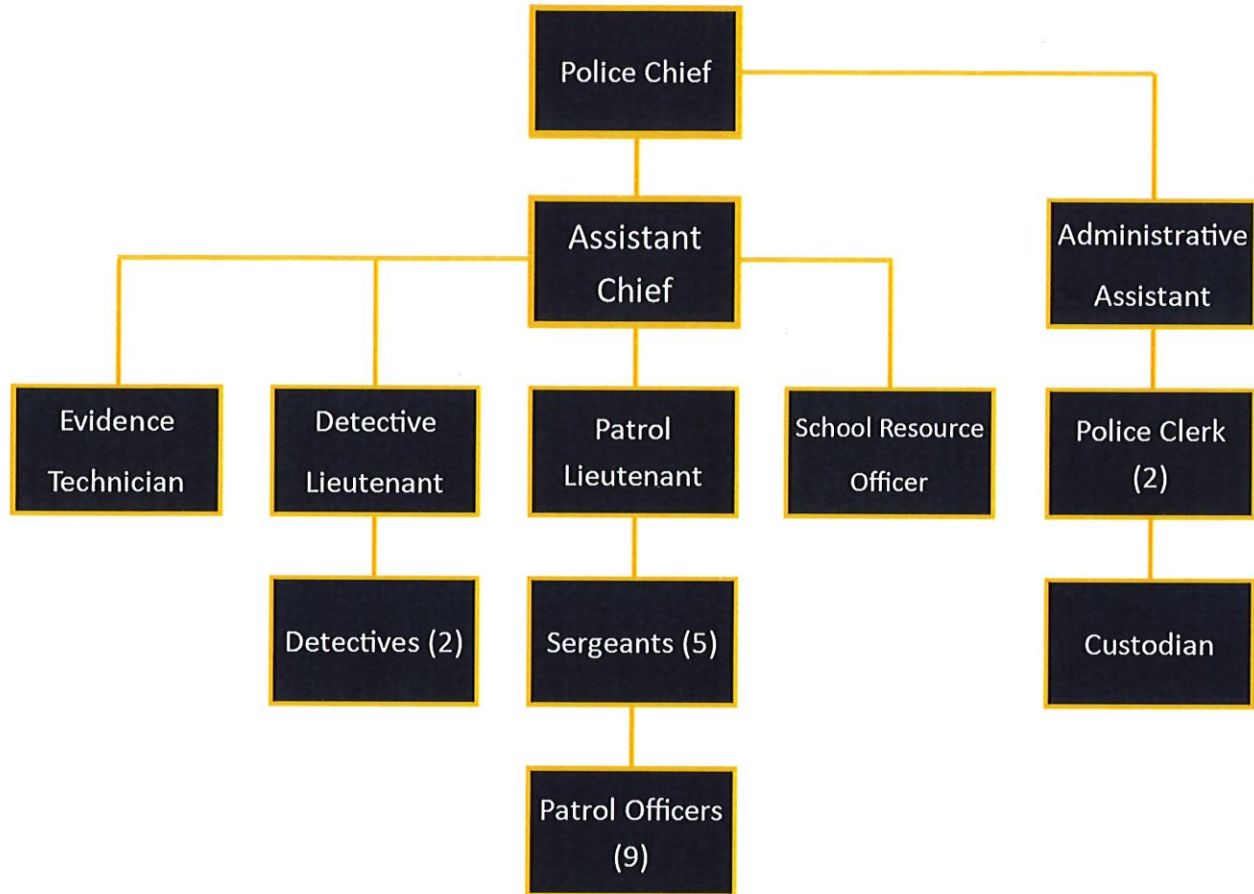 Police Chief
Assistant
Chief
Administrative
Assistant
Evidence
Technician
Detective
Lieutenant
Patrol
Lieutenant
School Resource
Officer
Police Clerk
(2)
Detectives (2)
Sergeants (5)
Custodian
Patrol Officers
(9)